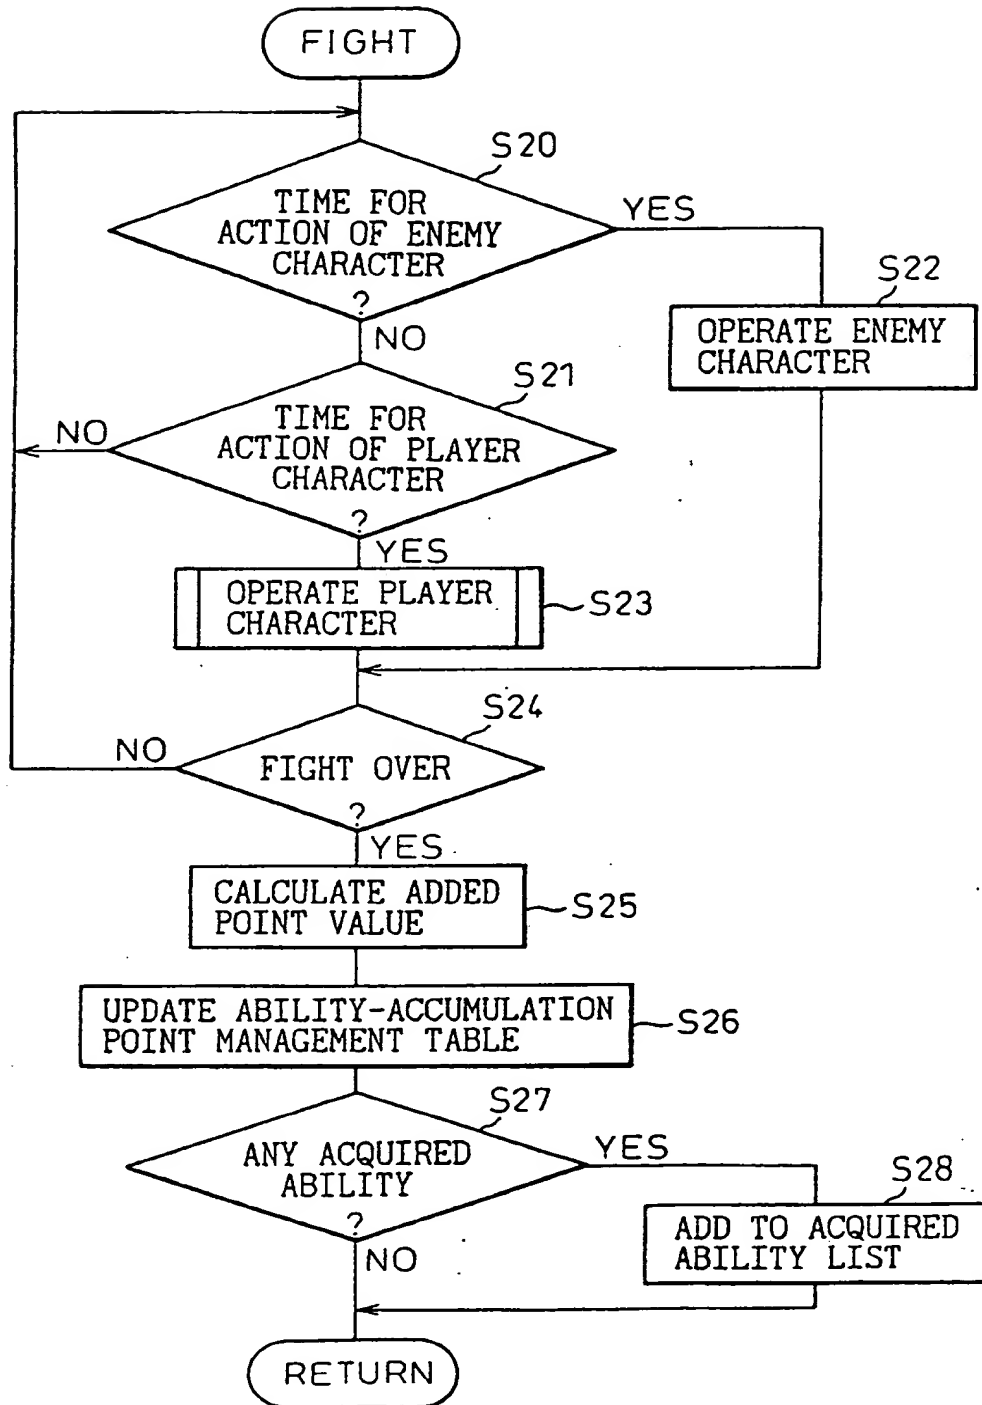 FIGHT
S20
TIME FOR
ACTION OF ENEMY
CHARACTER
?
YES
NO
S22
OPERATE ENEMY
CHARACTER
S21
TIME FOR
ACTION OF PLAYER
CHARACTER
?
NO
YES
OPERATE PLAYER
CHARACTER
S23
S24
FIGHT OVER
?
NO
YES
CALCULATE ADDED
POINT VALUE
S25
UPDATE ABILITY-ACCUMULATION
POINT MANAGEMENT TABLE
S26
S27
ANY ACQUIRED
ABILITY
?
YES
NO
S28
ADD TO ACQUIRED
ABILITY LIST
RETURN